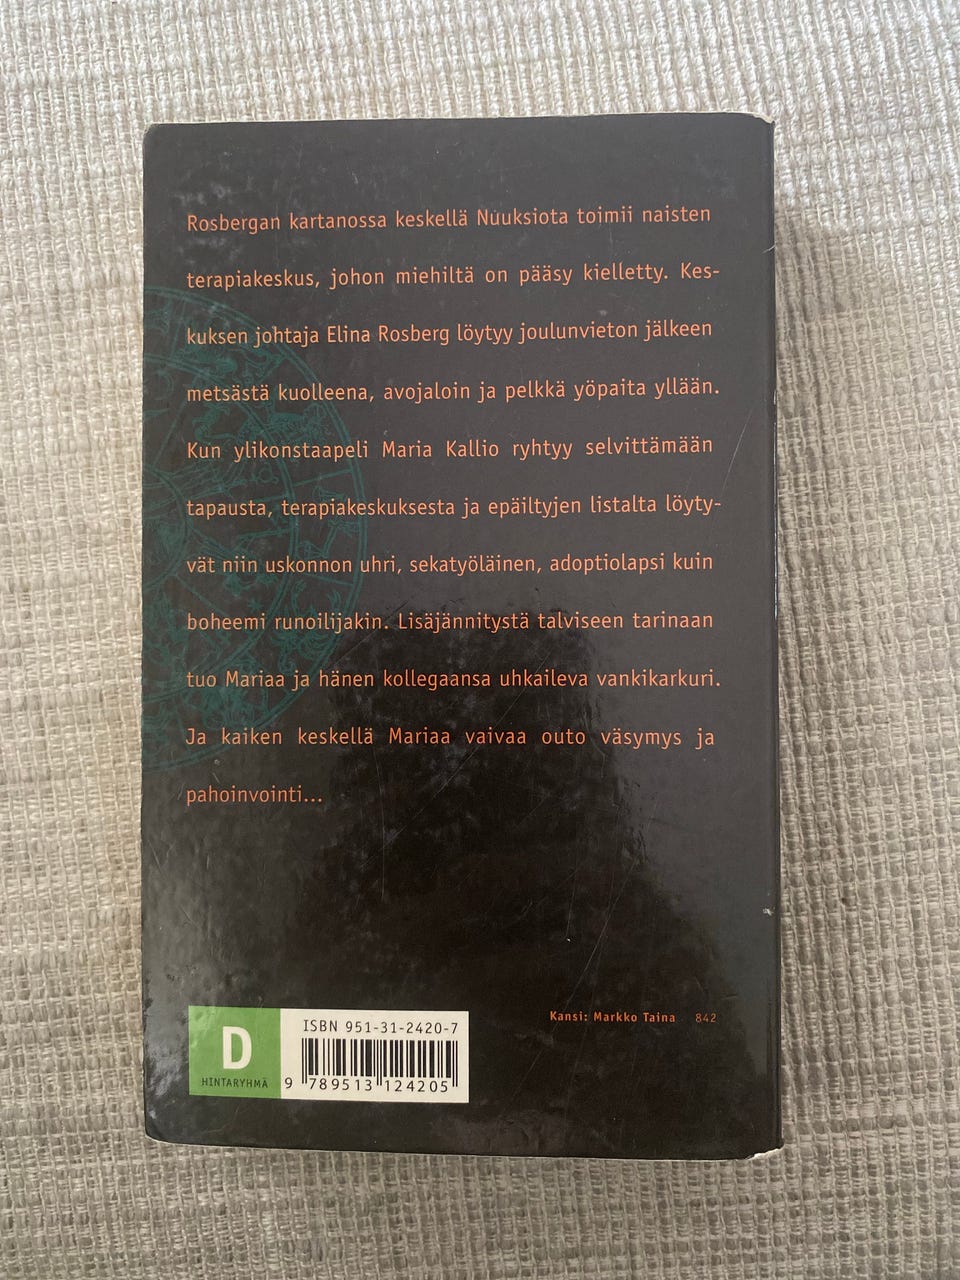 Rosbergan kartanossa keskellä Nuuksiota toimii naisten
terapiakeskus, johon miehiltä on pääsy kielletty. Kes-
kuksen johtaja Elina Rosberg löytyy joulunvieton jälkeen
metsästä kuolleena, avojaloin ja pelkkä yöpaita yllään.
Kun ylikonstaapeli Maria Kallio ryhtyy selvittämään
tapausta, terapiakeskuksesta ja epäiltyjen listalta löyty-
vät niin uskonnon uhri, sekatyöläinen, adoptiolapsi kuin
boheemi runoilijakin. Lisäjännitystä talviseen tarinaan
tuo Mariaa ja hänen kollegaansa uhkaileva vankikarkuri.
Ja kaiken keskellä Mariaa vaivaa outo väsymys ja
pahoinvointi...
Kansi: Markko Taina 842
D
HINTARYHMÄ
ISBN 951-31-2420-7
9 789513 124205